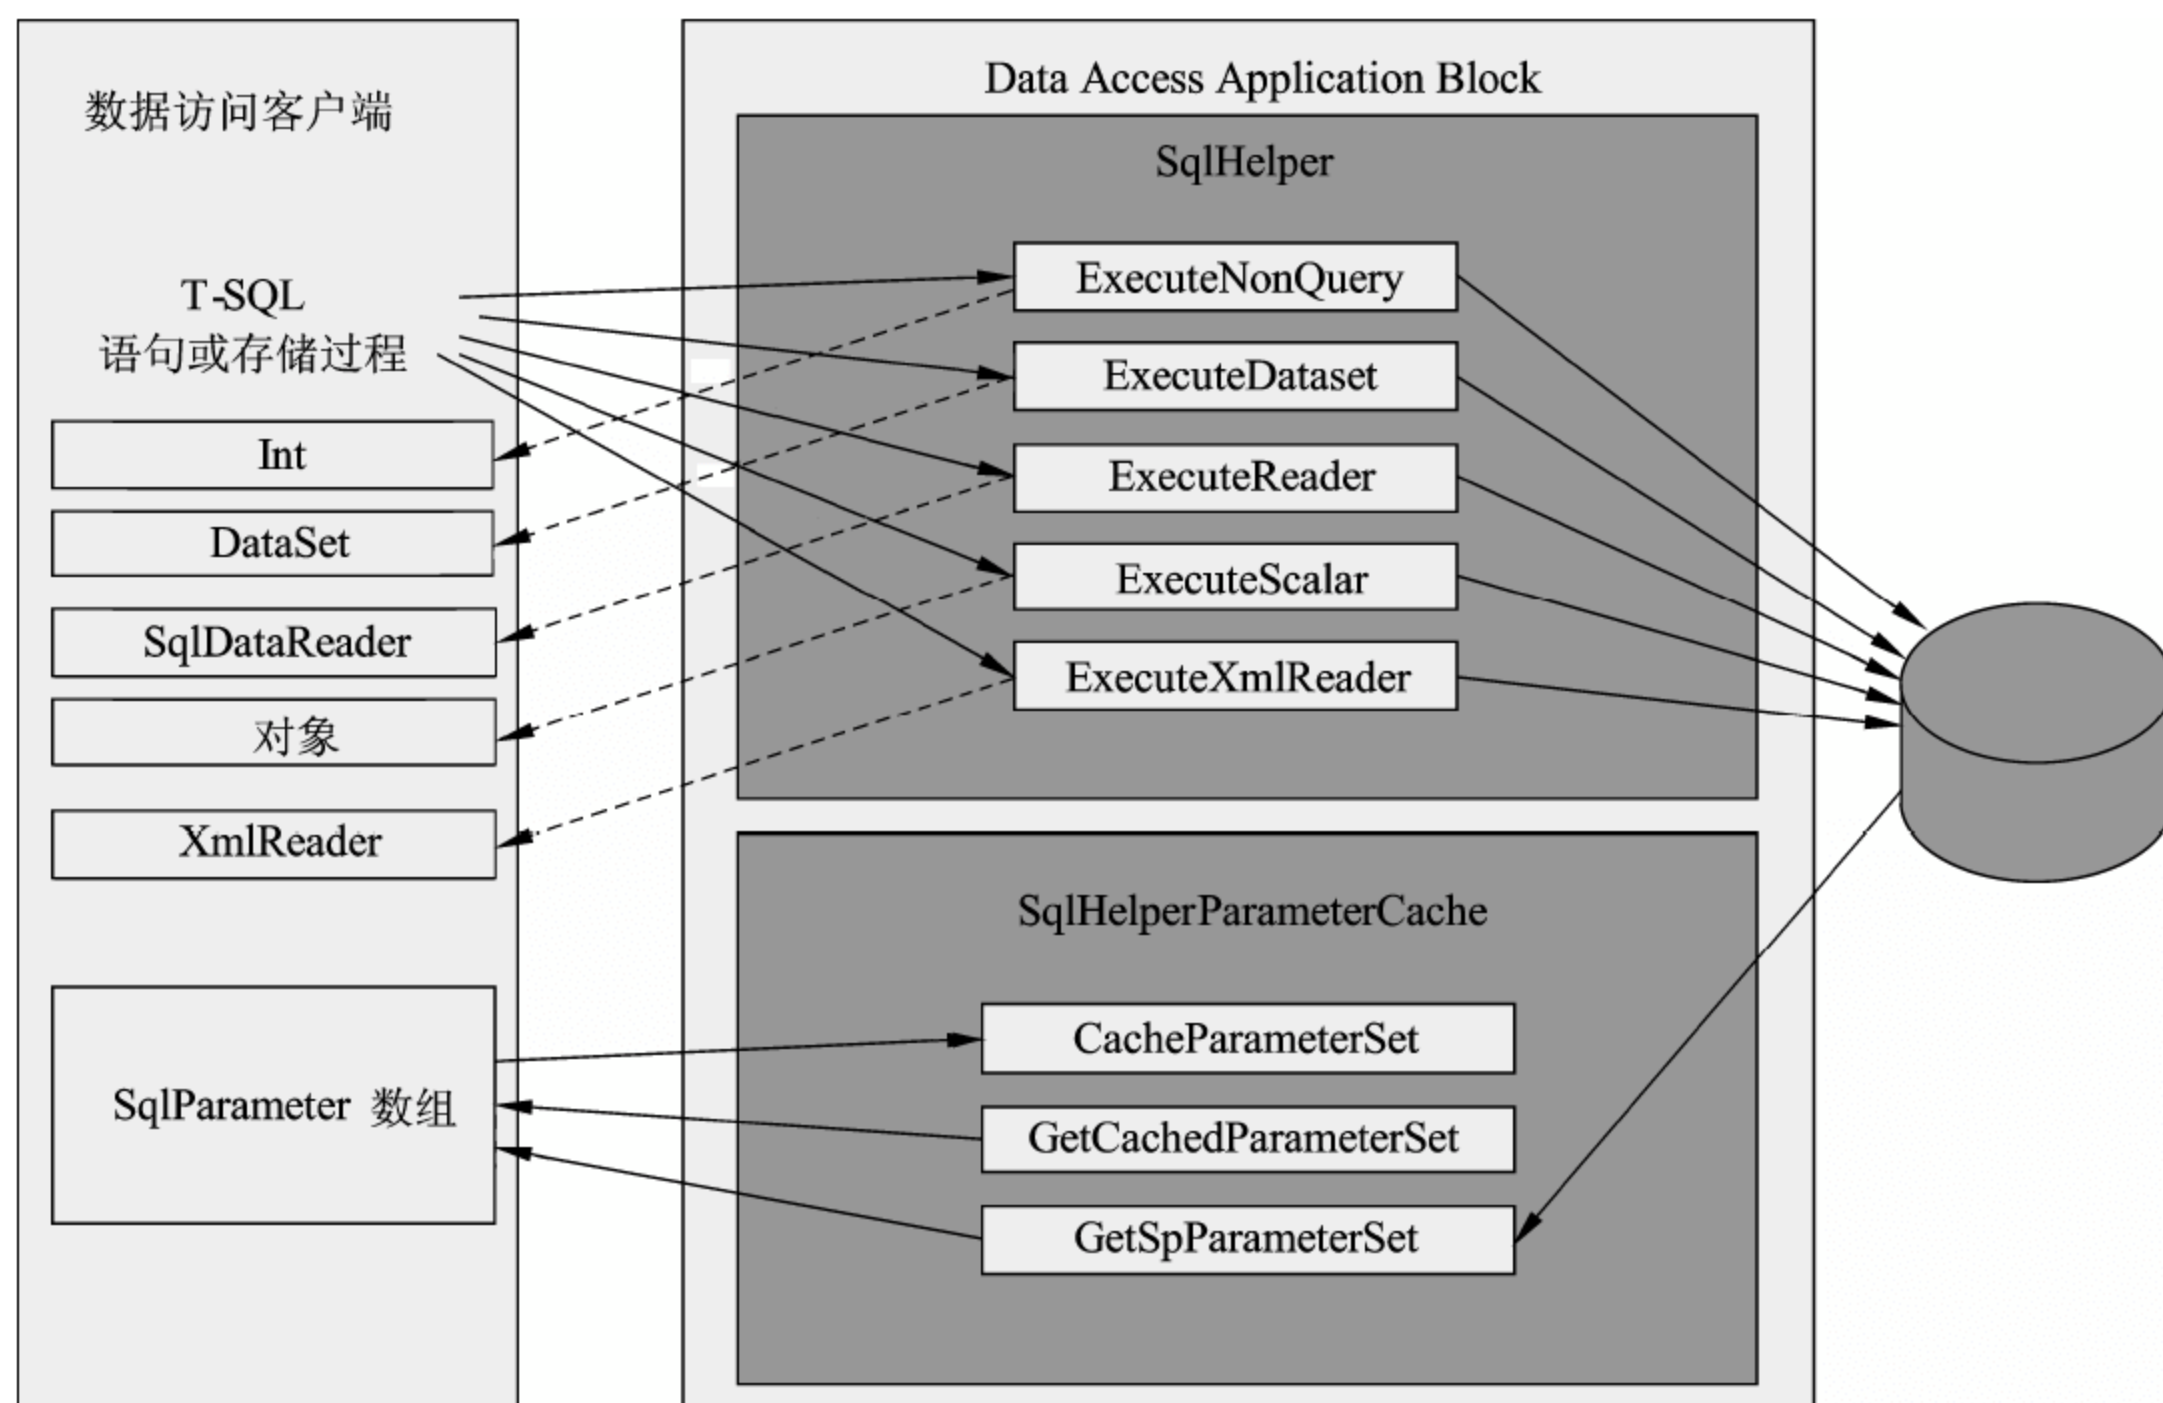 数据访问客户端
T-SQL
语句或存储过程
Int
DataSet
SqlDataReader
对象
XmlReader
SqlParameter 数组
Data Access Application Block
SqlHelper
ExecuteNonQuery
ExecuteDataset
ExecuteReader
ExecuteScalar
ExecuteXmlReader
SqlHelperParameterCache
CacheParameterSet
GetCachedParameterSet
GetSpParameterSet